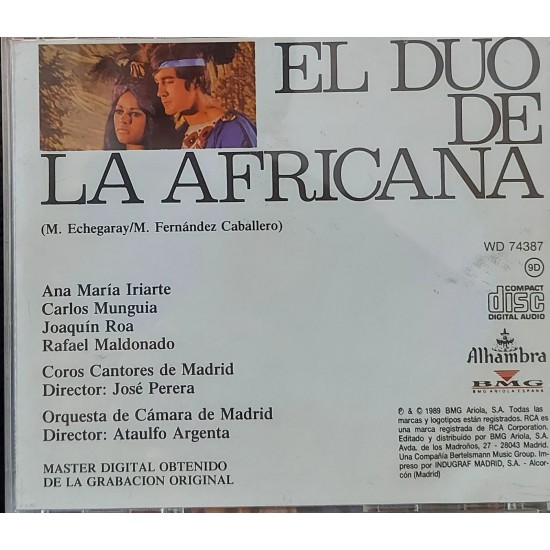 EL DUO
DE
LA AFRICANA
(M. Echegaray/M. Fernández Caballero)
WD 74387
9D
Ana María Iriarte
Carlos Munguia
Joaquín Roa
Rafael Maldonado
COMPACT
disc
DIGITAL AUDIO
Coros Cantores de Madrid
Director: José Perera
Alhambra
BMG
BMG ARIOLA ESPAÑA
Orquesta de Cámara de Madrid
Director: Ataulfo Argenta
℗ & © 1989 BMG Ariola, S.A. Todas las
marcas y logotipos están registrados. RCA es
una marca registrada de RCA Corporation.
Editado y distribuido por BMG Ariola, S.A.
Avda. de los Madroños, 27 - 28043 Madrid.
Una Compañía Bertelsmann Music Group. Im-
preso por INDUGRAF MADRID, S.A. - Alcor-
cón (Madrid)
MASTER DIGITAL OBTENIDO
DE LA GRABACION ORIGINAL